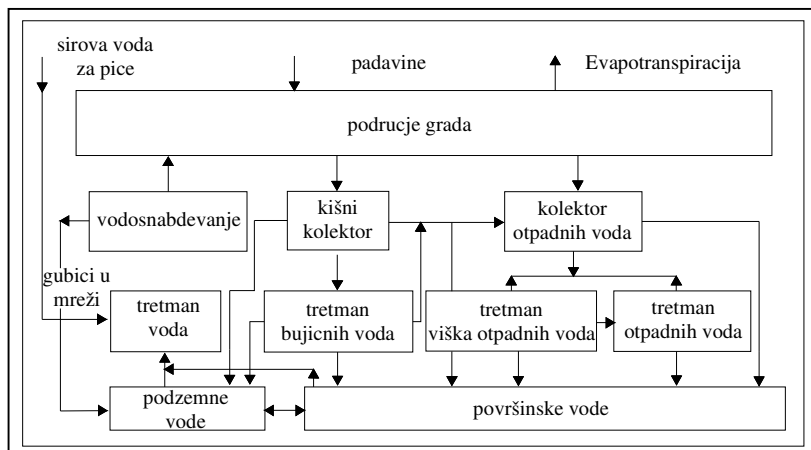 sirova voda
za pice
padavine
Evapotranspiracija
podrucje grada
vodosnabdevanje
kišni
kolektor
kolektor
otpadnih voda
gubici u
mreži
tretman
voda
tretman
bujicnih voda
tretman
viška otpadnih voda
tretman
otpadnih voda
podzemne
vode
površinske vode